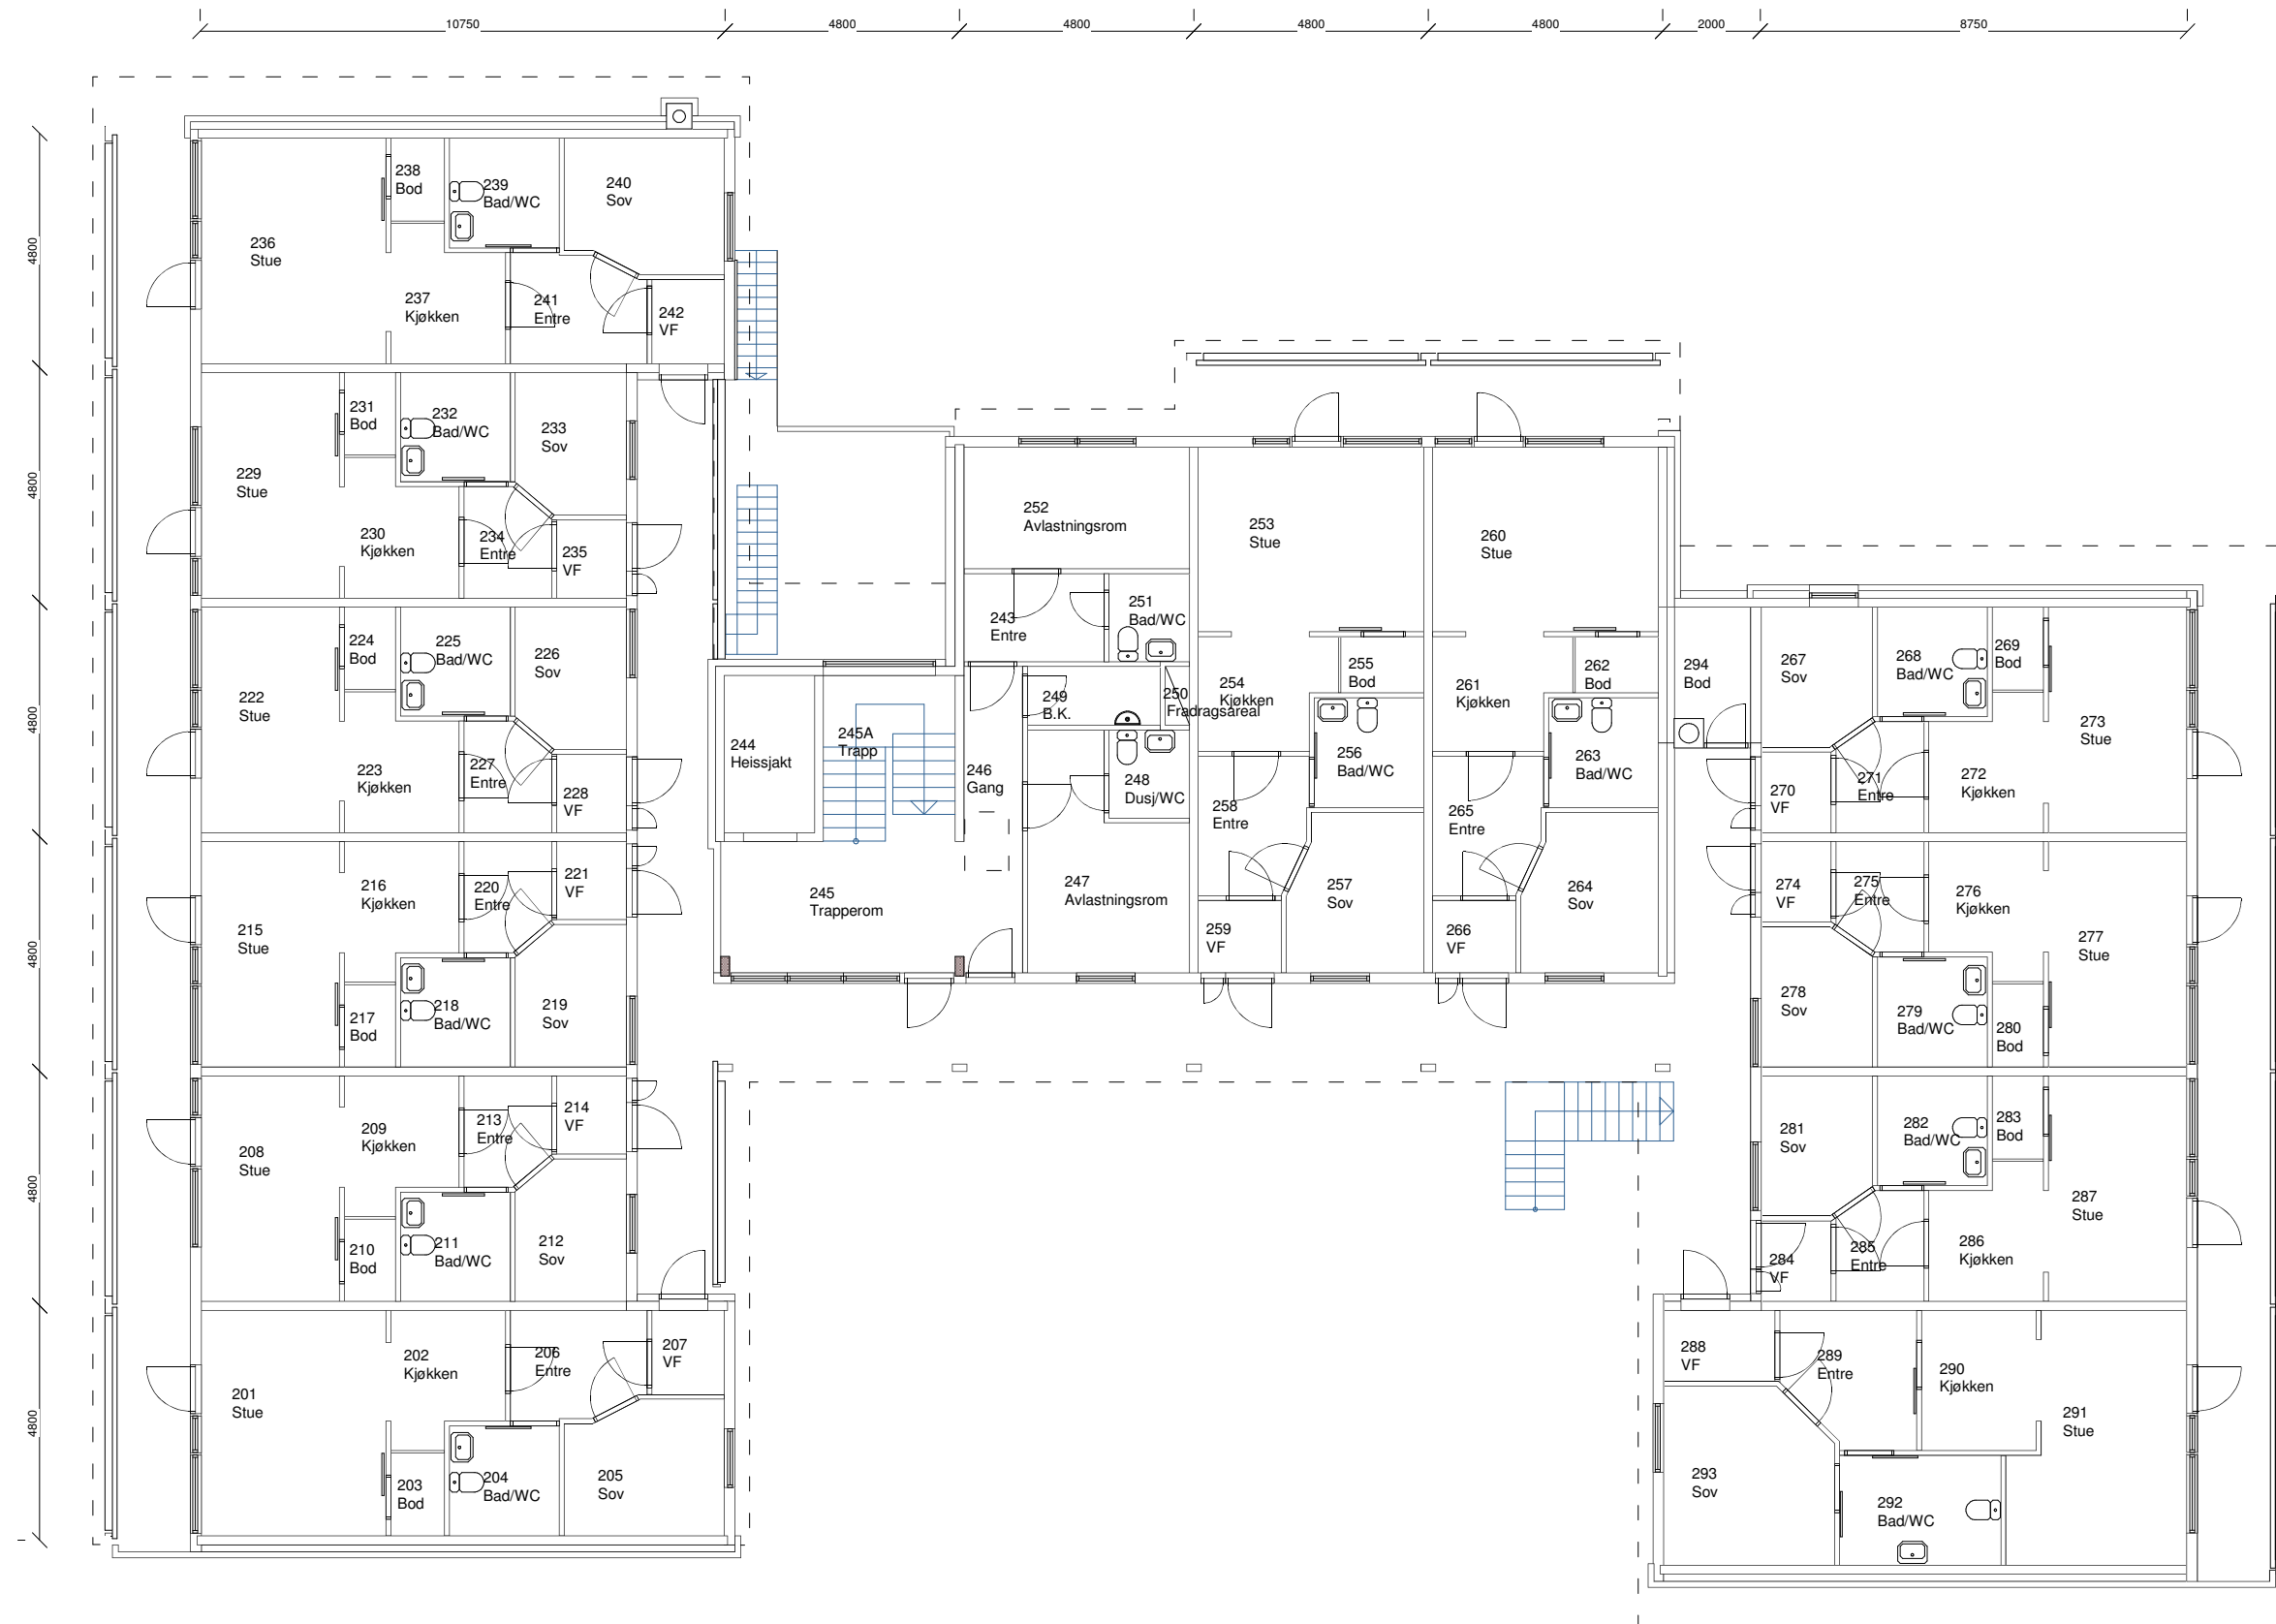 10750
4800
4800
4800
4800
2000
8750
4800
4800
4800
4800
4800
4800
238
Bod
239
Bad/WC
240
Sov
236
Stue
237
Kjøkken
241
Entre
242
VF
231
Bod
232
Bad/WC
233
Sov
229
Stue
230
Kjøkken
234
Entre
235
VF
224
Bod
225
Bad/WC
226
Sov
222
Stue
223
Kjøkken
227
Entre
228
VF
216
Kjøkken
220
Entre
221
VF
215
Stue
217
Bod
218
Bad/WC
219
Sov
209
Kjøkken
213
Entre
214
VF
208
Stue
210
Bod
211
Bad/WC
212
Sov
202
Kjøkken
206
Entre
207
VF
201
Stue
203
Bod
204
Bad/WC
205
Sov
252
Avlastningsrom
253
Stue
260
Stue
243
Entre
251
Bad/WC
255
Bod
262
Bod
249
B.K.
250
Fradragsareal
254
Kjøkken
261
Kjøkken
244
Heissjakt
245A
Trapp
246
Gang
248
Dusj/WC
256
Bad/WC
263
Bad/WC
258
Entre
265
Entre
245
Trapperom
247
Avlastningsrom
257
Sov
264
Sov
259
VF
266
VF
294
Bod
267
Sov
268
Bad/WC
269
Bod
273
Stue
270
VF
271
Entre
272
Kjøkken
274
VF
275
Entre
276
Kjøkken
277
Stue
278
Sov
279
Bad/WC
280
Bod
281
Sov
282
Bad/WC
283
Bod
287
Stue
284
VF
285
Entre
286
Kjøkken
288
VF
289
Entre
290
Kjøkken
291
Stue
293
Sov
292
Bad/WC